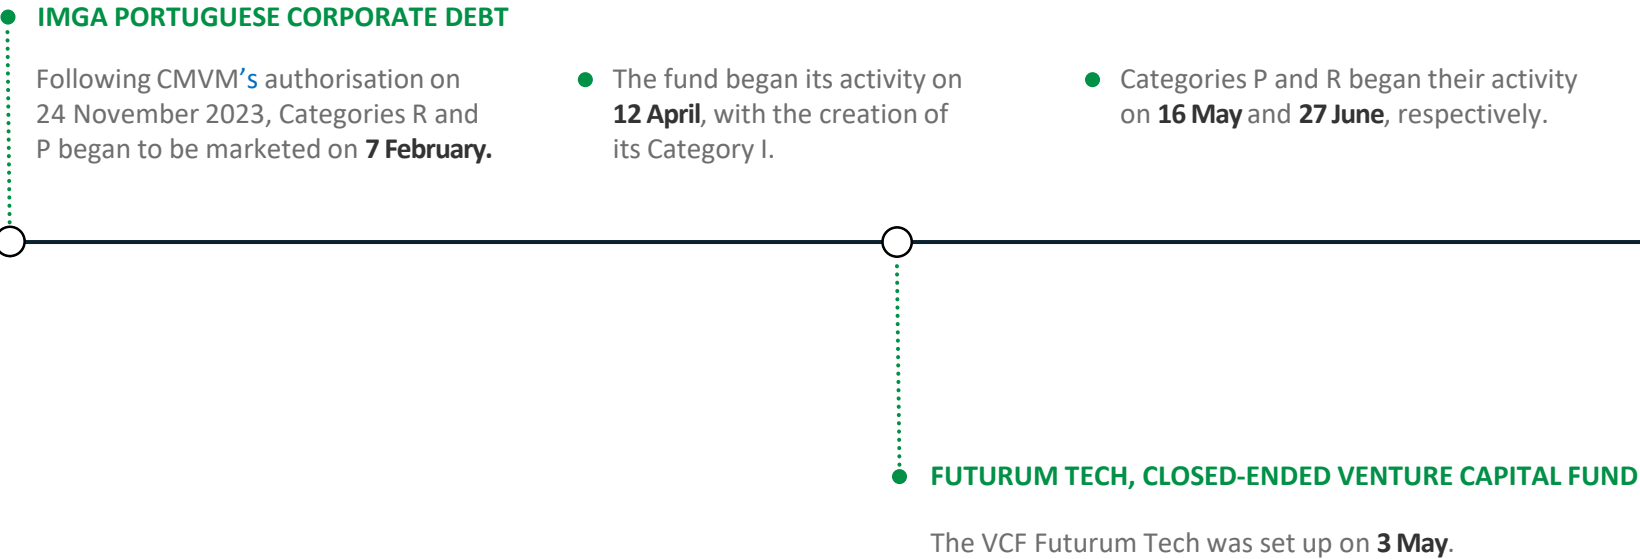 IMGA PORTUGUESE CORPORATE DEBT
Following CMVM's authorisation on
24 November 2023, Categories R and
P began to be marketed on 7 February.
The fund began its activity on
12 April, with the creation of
its Category I.
Categories P and R began their activity
on 16 May and 27 June, respectively.
FUTURUM TECH, CLOSED-ENDED VENTURE CAPITAL FUND
The VCF Futurum Tech was set up on 3 May.